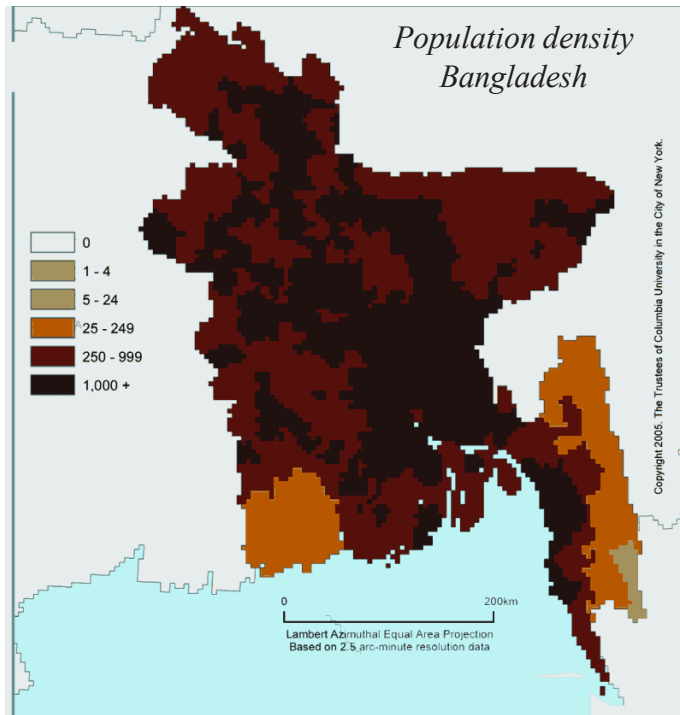 Population density
Bangladesh
Copyright 2005. The Trustees of Columbia University in the City of New York.
0
1 - 4
5 - 24
25 - 249
250 - 999
1,000 +
0
200km
Lambert Azimuthal Equal Area Projection
Based on 2.5 arc-minute resolution data